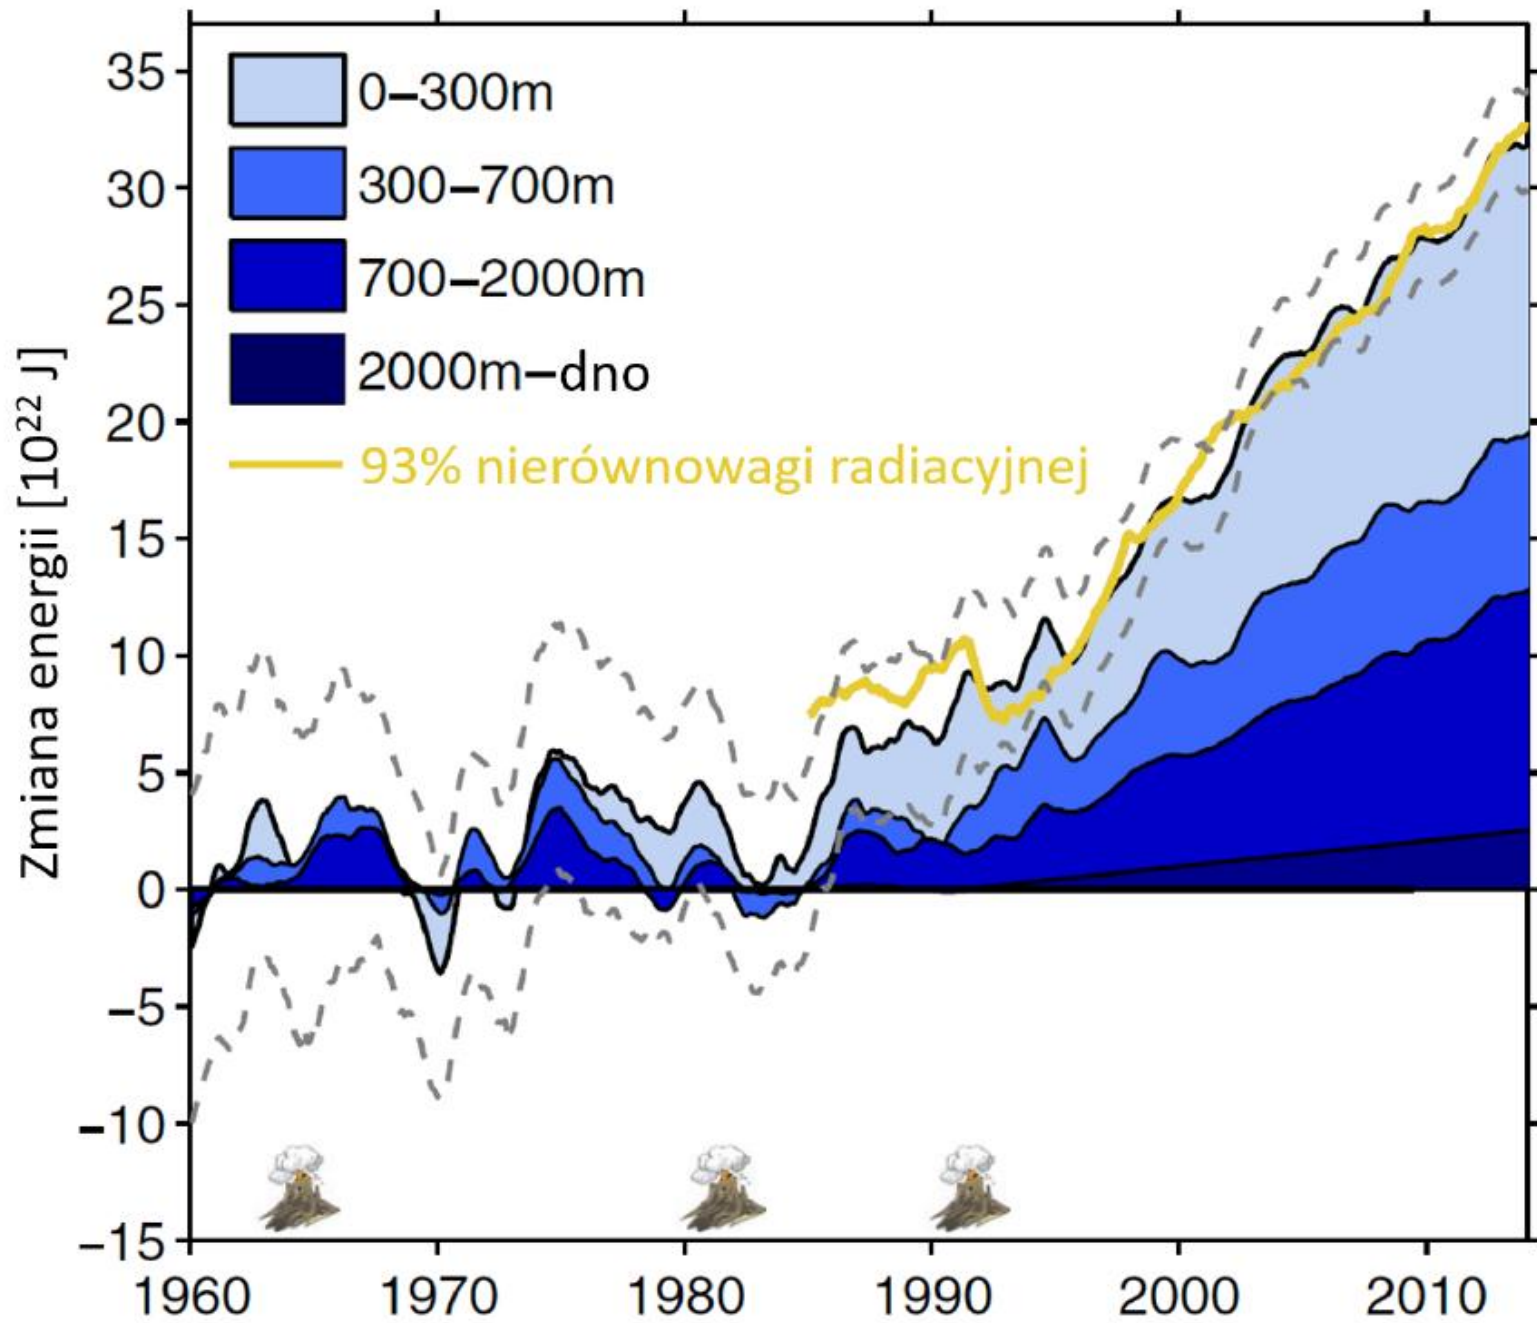 35
30
25
20
15
10
5
0
−5
−10
−15
Zmiana energii [10²² J]
0−300m
300−700m
700−2000m
2000m−dno
93% nierównowagi radiacyjnej
1960 1970 1980 1990 2000 2010